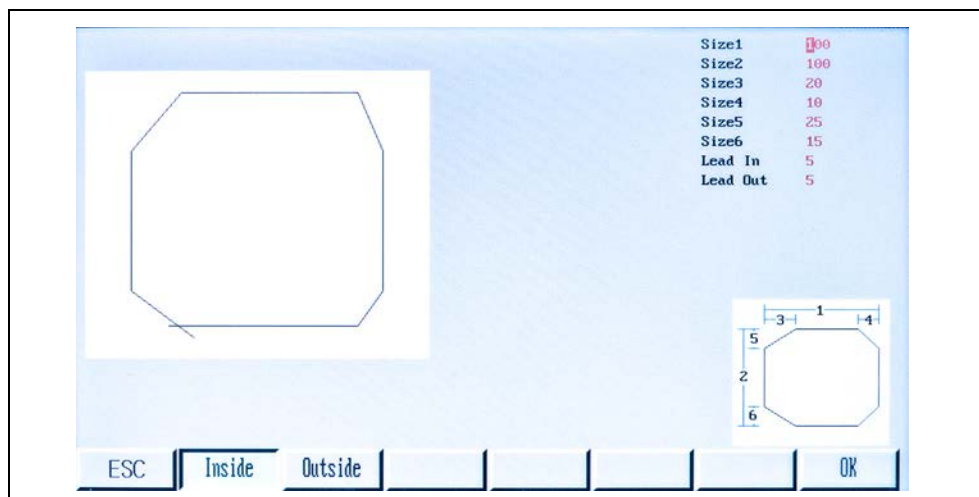 Size1 100
Size2 100
Size3 20
Size4 10
Size5 25
Size6 15
Lead In 5
Lead Out 5
1
3 4
5
2
6
ESC Inside Outside OK